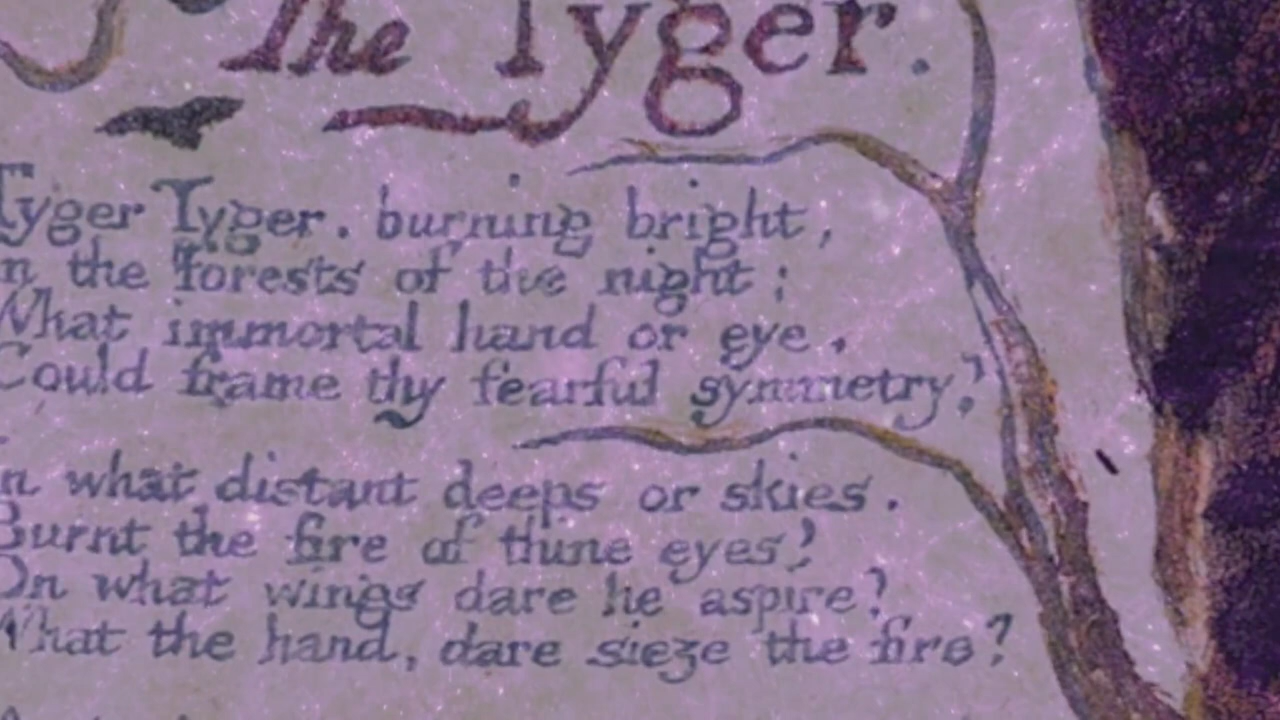 The Tyger.
Tyger Tyger. burning bright,
In the forests of the night;
What immortal hand or eye.
Could frame thy fearful symmetry?
In what distant deeps or skies.
Burnt the fire of thine eyes?
On what wings dare he aspire?
What the hand, dare sieze the fire?